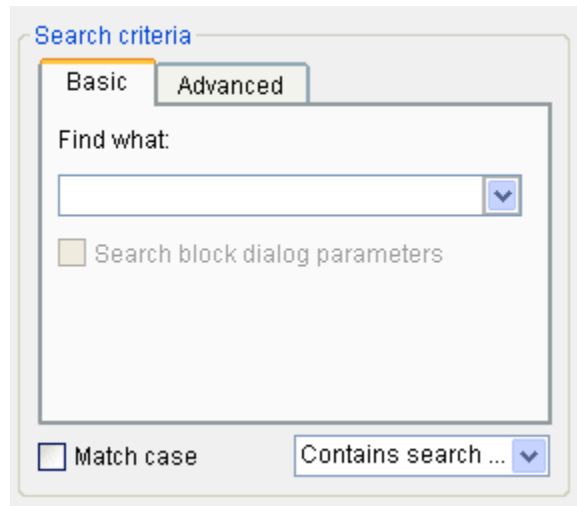 Search criteria
Basic Advanced
Find what:
Search block dialog parameters
Match case Contains search ...